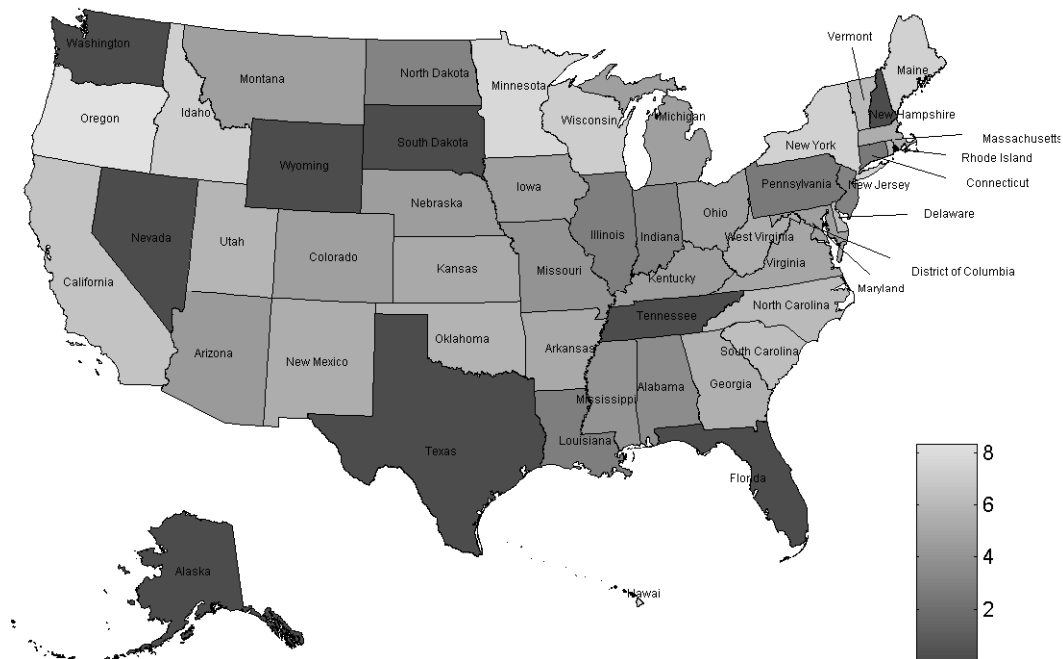 Washington
Montana
North Dakota
Minnesota
Vermont
Maine
Oregon
Idaho
South Dakota
Wisconsin
Michigan
New York
New Hampshire
Massachusetts
Rhode Island
Connecticut
Wyoming
Iowa
Pennsylvania
New Jersey
Nebraska
Ohio
Delaware
Nevada
Utah
Colorado
Kansas
Illinois
Indiana
West Virginia
District of Columbia
Maryland
California
Missouri
Kentucky
Virginia
North Carolina
Tennessee
Arizona
New Mexico
Oklahoma
Arkansas
South Carolina
Georgia
Mississippi
Alabama
Texas
Louisiana
Florida
Alaska
Hawai
8
6
4
2